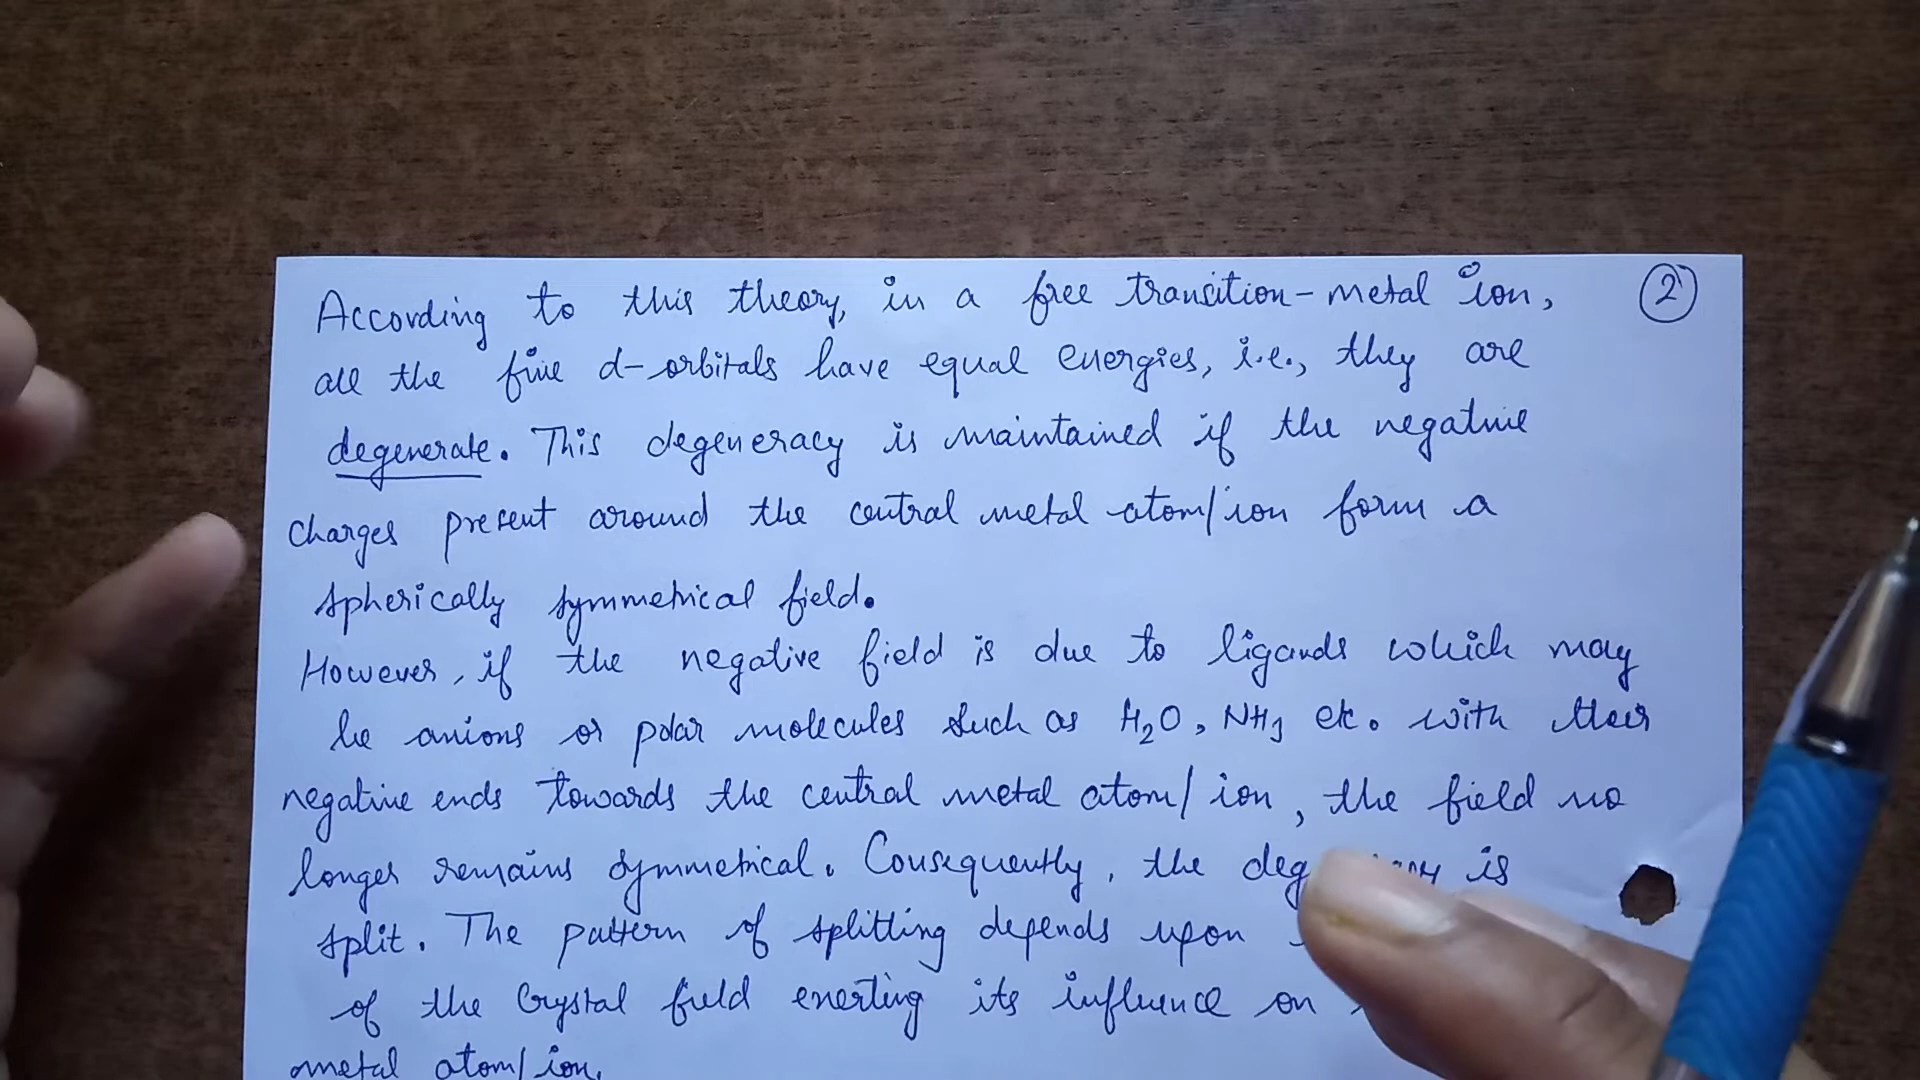 According to this theory, in a free transition-metal ion, (2)
all the five d-orbitals have equal energies, i.e., they are
degenerate. This degeneracy is maintained if the negative
charges present around the central metal atom/ion form a
spherically symmetrical field.
However, if the negative field is due to ligands which may
be anions or polar molecules such as H₂O, NH₃ etc. with their
negative ends towards the central metal atom/ion, the field no
longer remains symmetrical. Consequently, the is
split. The pattern of splitting depends upon
of the Crystal field exerting its influence on
metal atom/ion.